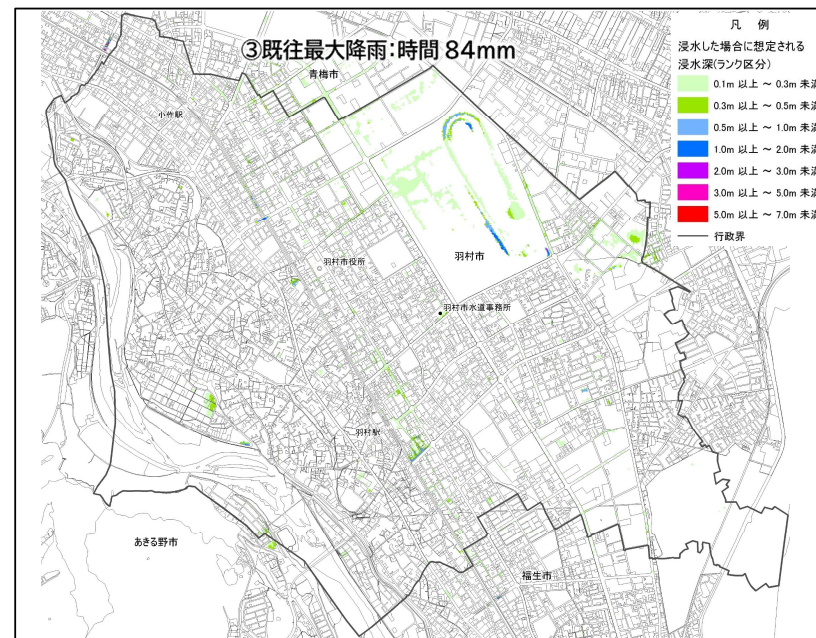 ③既往最大降雨：時間 84mm
凡 例
浸水した場合に想定される
浸水深(ランク区分)
0.1m 以上 ～ 0.3m 未満
0.3m 以上 ～ 0.5m 未満
0.5m 以上 ～ 1.0m 未満
1.0m 以上 ～ 2.0m 未満
2.0m 以上 ～ 3.0m 未満
3.0m 以上 ～ 5.0m 未満
5.0m 以上 ～ 7.0m 未満
行政界
青梅市
小作駅
羽村市役所
羽村市
羽村市水道事務所
羽村駅
あきる野市
福生市